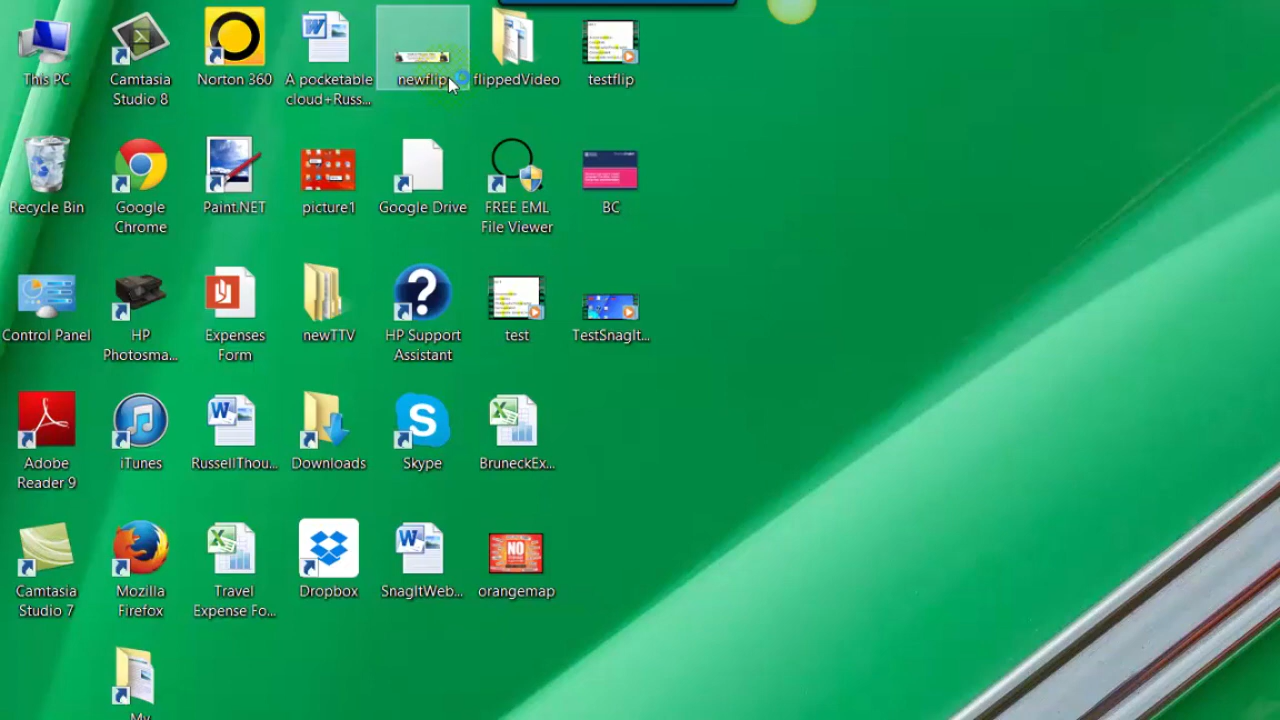 This PC
Camtasia
Studio 8
Norton 360
A pocketable
cloud+Russ...
newflip
flippedVideo
testflip
Recycle Bin
Google
Chrome
Paint.NET
picture1
Google Drive
FREE EML
File Viewer
BC
Control Panel
HP
Photosma...
Expenses
Form
newTTV
HP Support
Assistant
test
TestSnagIt...
Adobe
Reader 9
iTunes
RussellThou...
Downloads
Skype
BruneckEx...
Camtasia
Studio 7
Mozilla
Firefox
Travel
Expense Fo...
Dropbox
SnagItWeb...
NO
orangemap
My